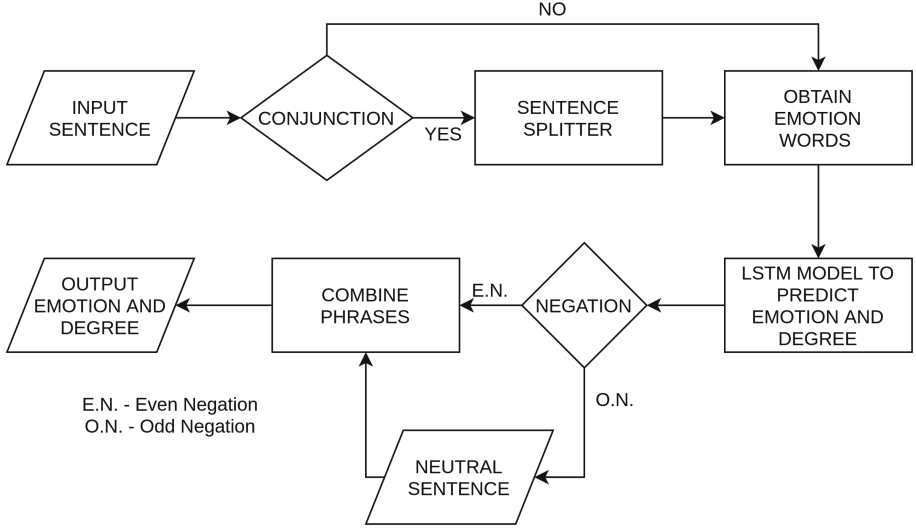 NO
INPUT
SENTENCE
CONJUNCTION
YES
SENTENCE
SPLITTER
OBTAIN
EMOTION
WORDS
LSTM MODEL TO
PREDICT
EMOTION AND
DEGREE
NEGATION
E.N.
O.N.
COMBINE
PHRASES
OUTPUT
EMOTION AND
DEGREE
NEUTRAL
SENTENCE
E.N. - Even Negation
O.N. - Odd Negation